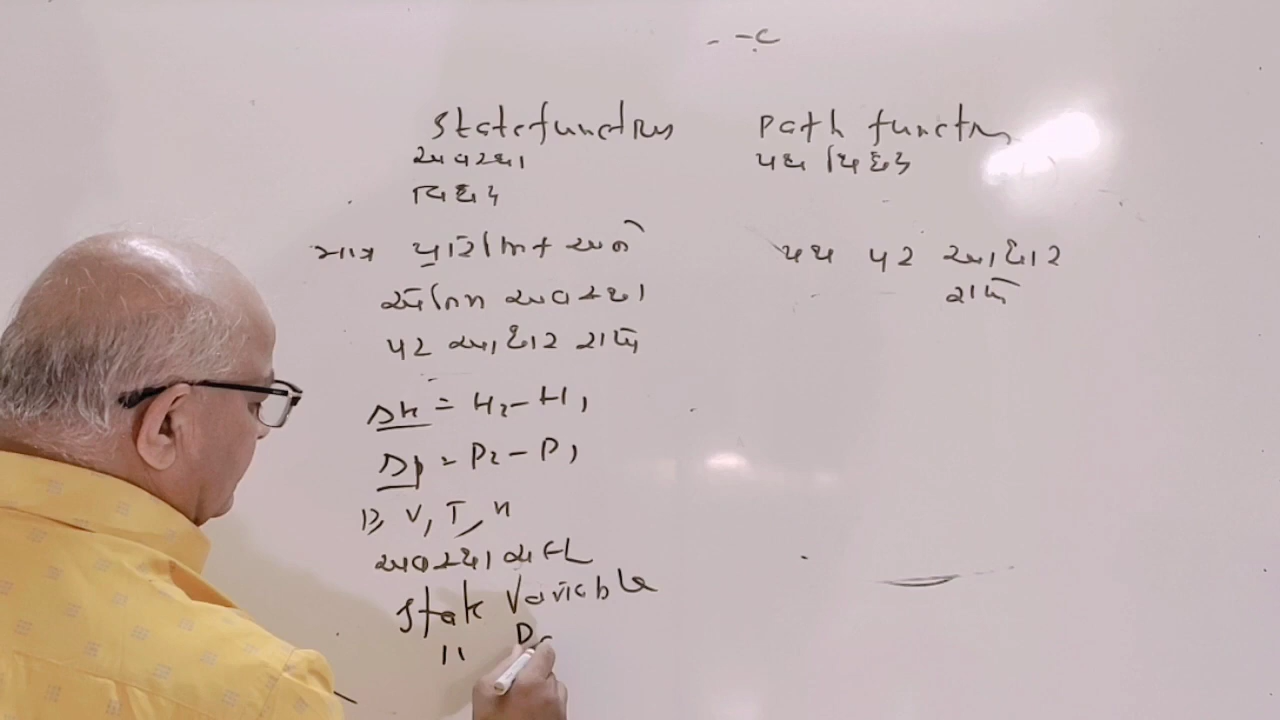 State functions
અવસ્થા
વિધેય
માત્ર પ્રારંભિક અને
અંતિમ અવસ્થા
પર આધાર રાખે
ΔH = H₂ – H₁
Δp = P₂ – P₁
P, V, T, n
અવસ્થા ચલ
State Variable
"
Path function
પથ વિધેય
પથ પર આધાર
રાખે